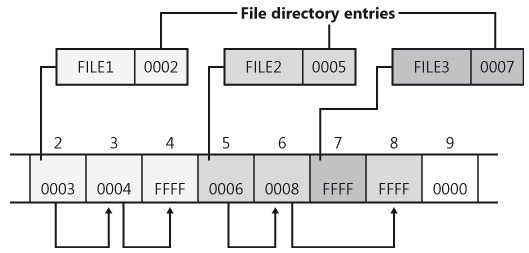 File directory entries
FILE1 0002 FILE2 0005 FILE3 0007
2 3 4 5 6 7 8 9
0003 0004 FFFF 0006 0008 FFFF FFFF 0000